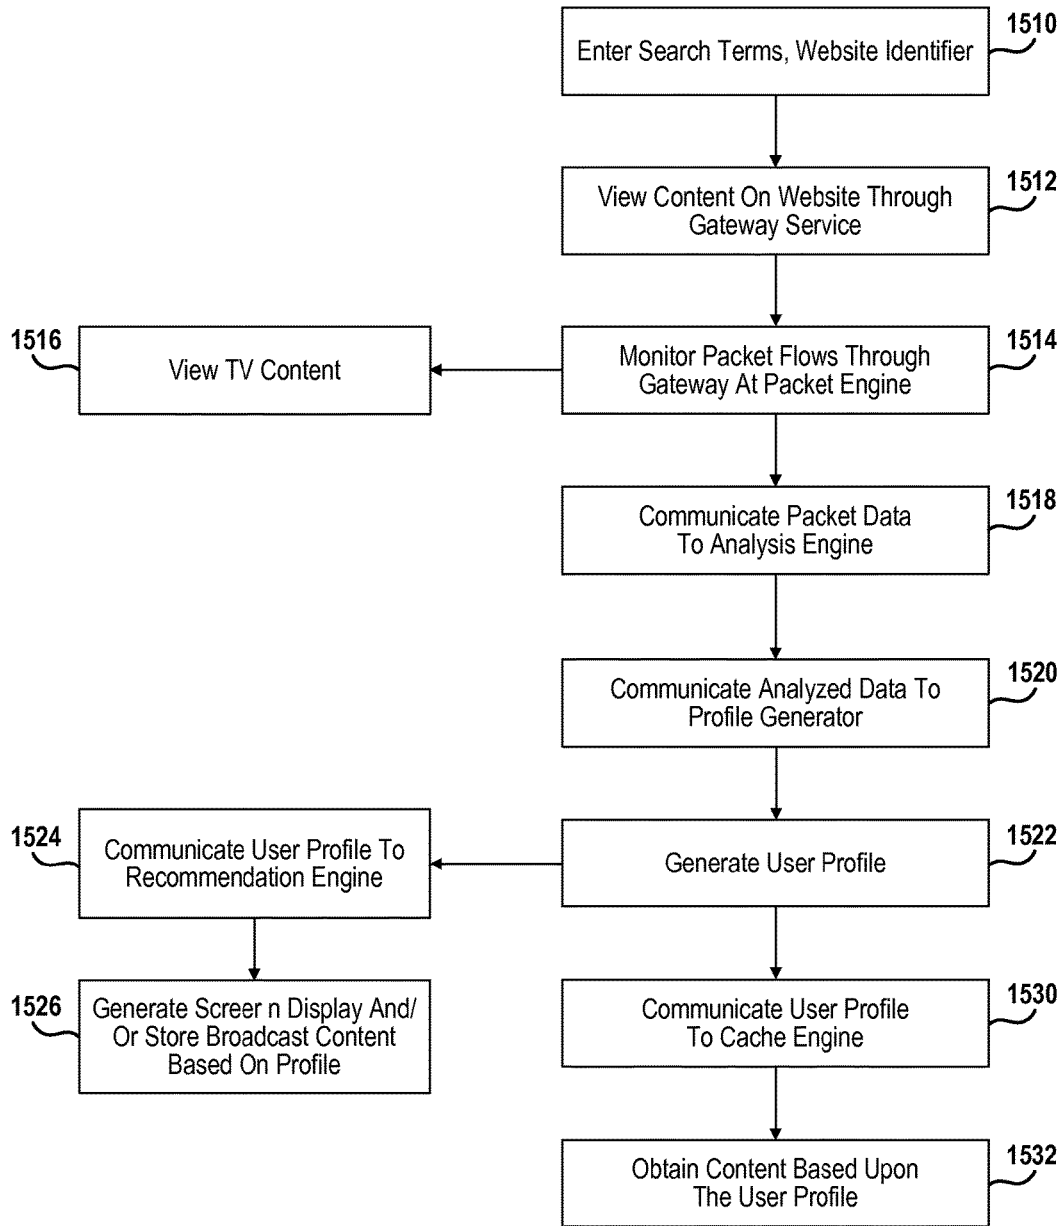 1510
Enter Search Terms, Website Identifier
1512
View Content On Website Through
Gateway Service
1516
View TV Content
1514
Monitor Packet Flows Through
Gateway At Packet Engine
1518
Communicate Packet Data
To Analysis Engine
1520
Communicate Analyzed Data To
Profile Generator
1524
Communicate User Profile To
Recommendation Engine
1522
Generate User Profile
1526
Generate Screer n Display And/
Or Store Broadcast Content
Based On Profile
1530
Communicate User Profile
To Cache Engine
1532
Obtain Content Based Upon
The User Profile